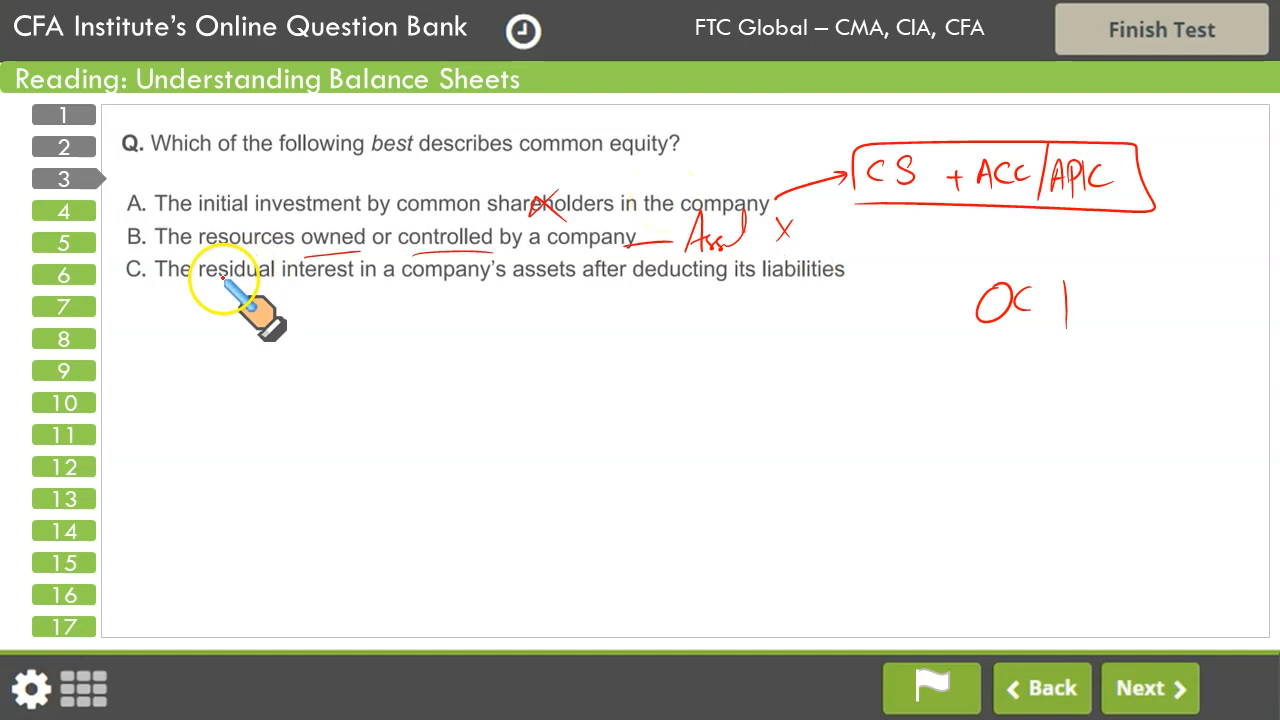 CFA Institute’s Online Question Bank
FTC Global – CMA, CIA, CFA
Finish Test
Reading: Understanding Balance Sheets
1
2
3
4
5
6
7
8
9
10
11
12
13
14
15
16
17
Q. Which of the following best describes common equity?
CS + ACC/APIC
A. The initial investment by common shareholders in the company
B. The resources owned or controlled by a company
Asset X
C. The residual interest in a company’s assets after deducting its liabilities
OCI
Back
Next